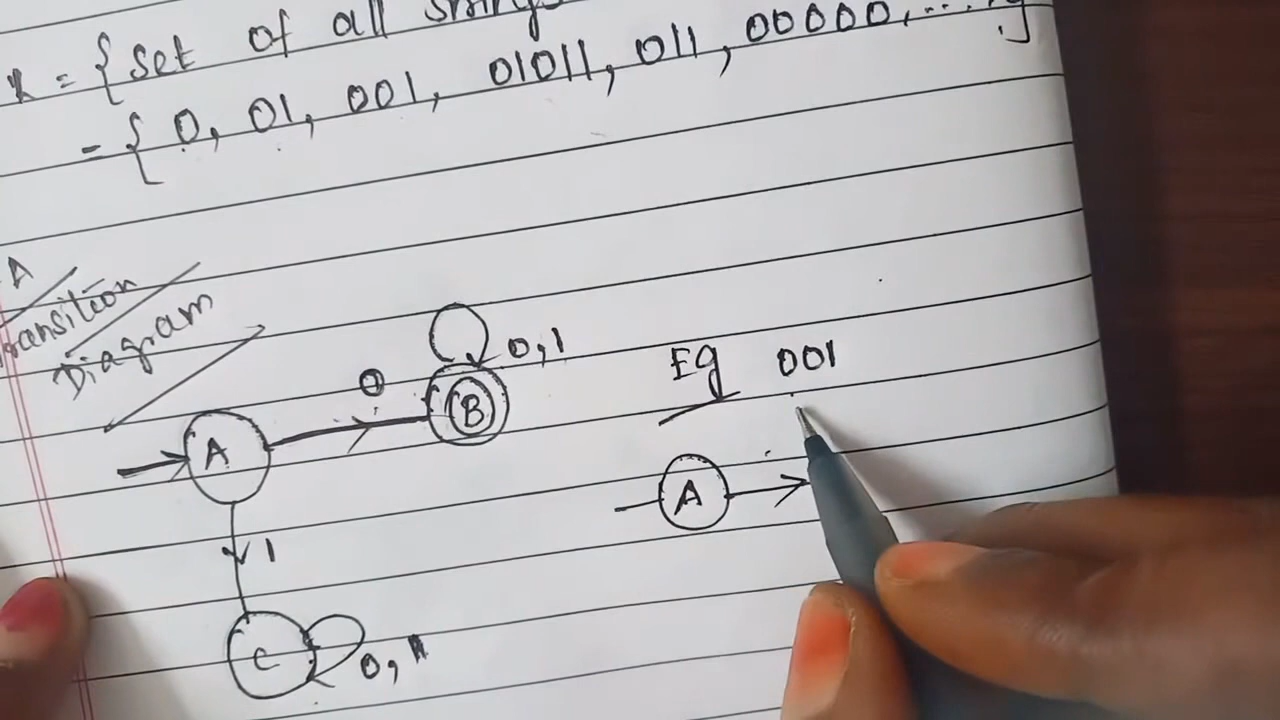 = {Set of all strings
= { 0, 01, 001, 01011, 011, 00000, .... }
A
Transition
Diagram
0,1
0
B
A
1
C
0, 1
Eg 001
A